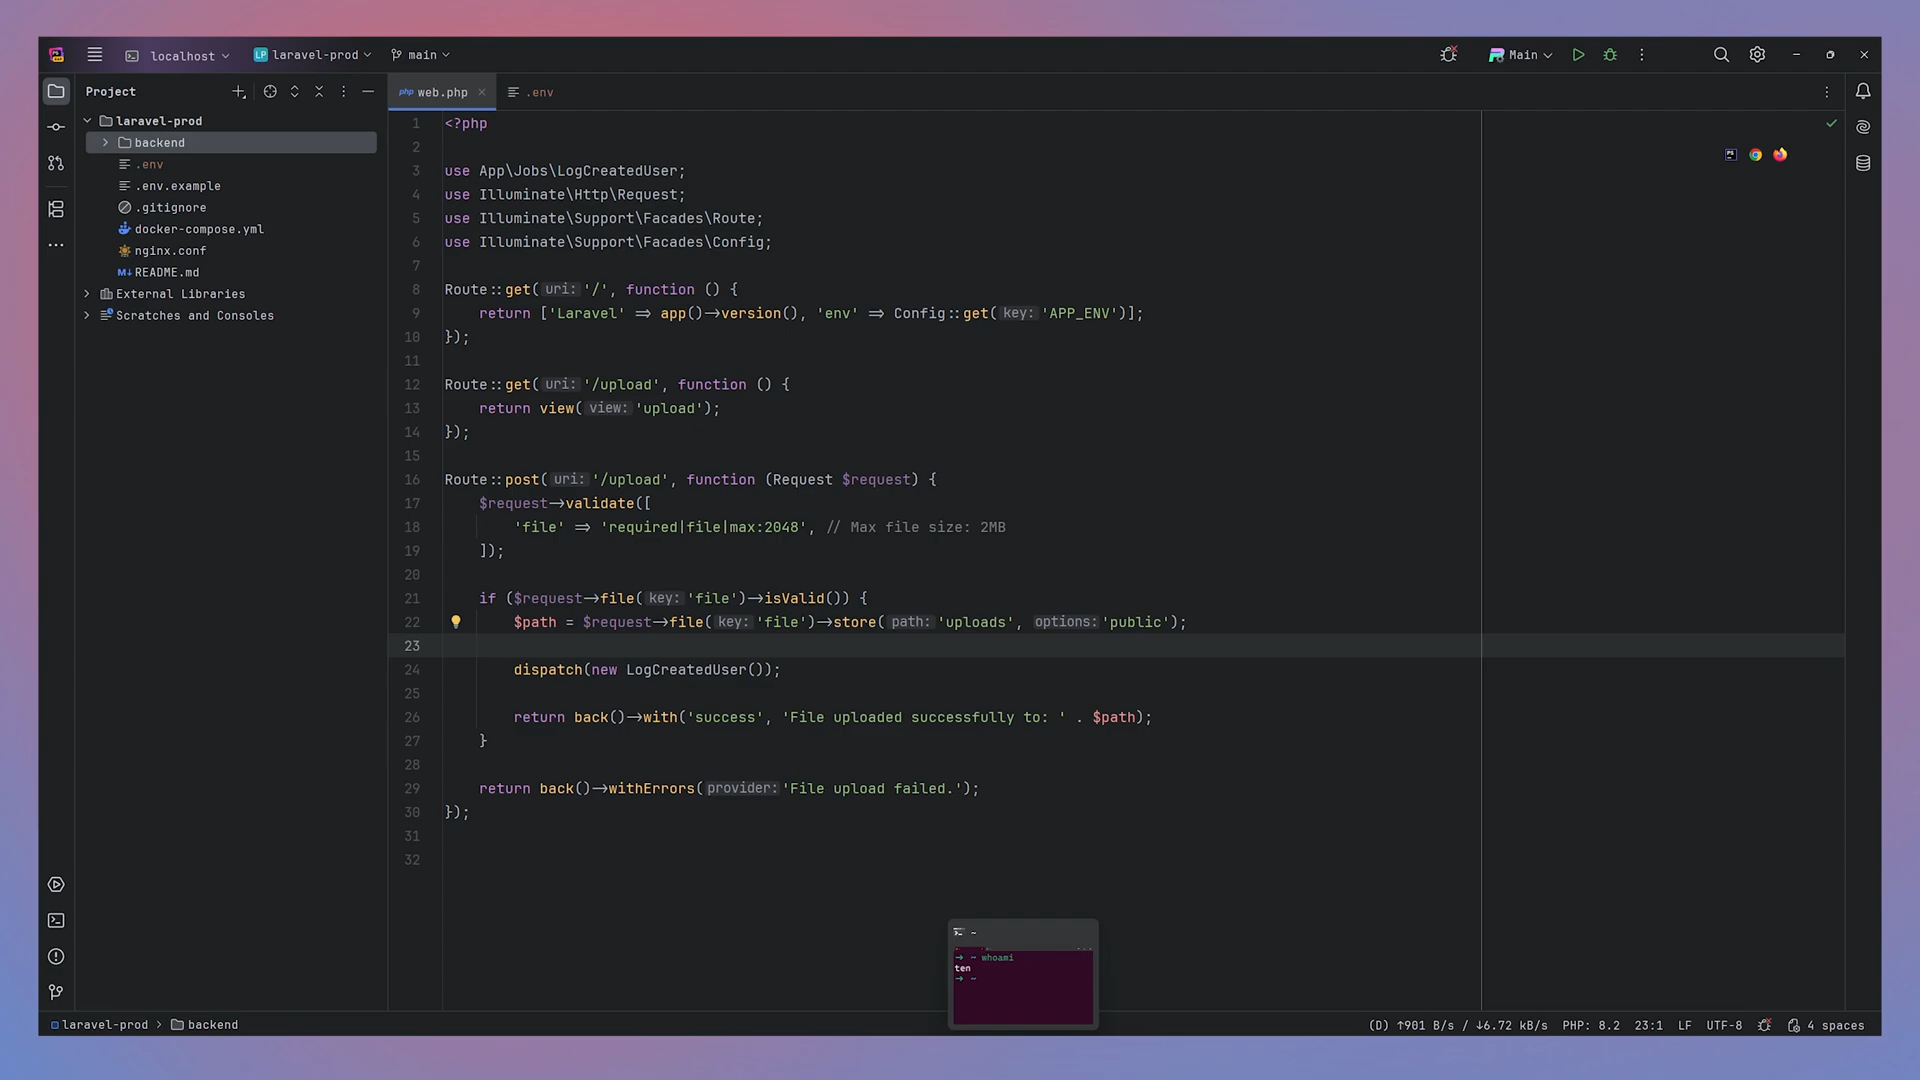 localhost
LP laravel-prod
main
Main
Project
php web.php
.env
laravel-prod
backend
.env
.env.example
.gitignore
docker-compose.yml
nginx.conf
M↓ README.md
External Libraries
Scratches and Consoles
1 <?php
2
3 use App\Jobs\LogCreatedUser;
4 use Illuminate\Http\Request;
5 use Illuminate\Support\Facades\Route;
6 use Illuminate\Support\Facades\Config;
7
8 Route::get( uri: '/', function () {
9 return ['Laravel' => app()->version(), 'env' => Config::get( key: 'APP_ENV')];
10 });
11
12 Route::get( uri: '/upload', function () {
13 return view( view: 'upload');
14 });
15
16 Route::post( uri: '/upload', function (Request $request) {
17 $request->validate([
18 'file' => 'required|file|max:2048', // Max file size: 2MB
19 ]);
20
21 if ($request->file( key: 'file')->isValid()) {
22 $path = $request->file( key: 'file')->store( path: 'uploads', options: 'public');
23
24 dispatch(new LogCreatedUser());
25
26 return back()->with('success', 'File uploaded successfully to: ' . $path);
27 }
28
29 return back()->withErrors( provider: 'File upload failed.');
30 });
31
32
~
→ ~ whoami
ten
→ ~
laravel-prod > backend
(D) ↑901 B/s / ↓6.72 kB/s PHP: 8.2 23:1 LF UTF-8 4 spaces